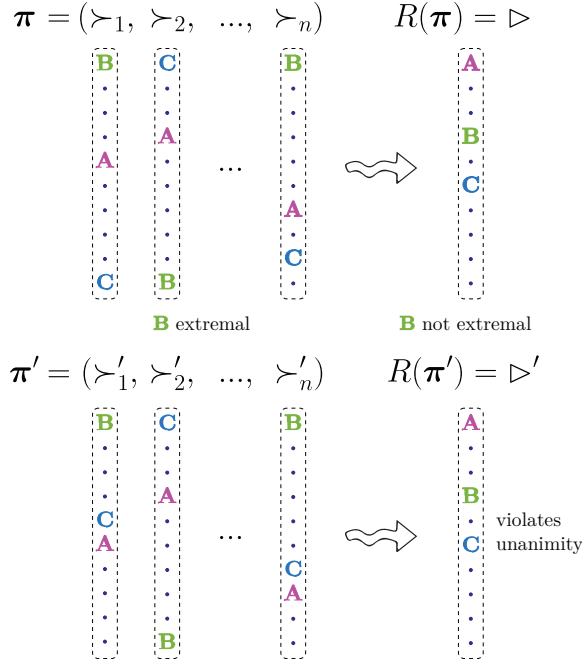 π = (≻₁, ≻₂, ..., ≻ₙ) R(π) = ▷
B C B A
A B
A ... C
A
C
C B
B extremal B not extremal
π′ = (≻′₁, ≻′₂, ..., ≻′ₙ) R(π′) = ▷′
B C B A
A B
C violates
A ... C unanimity
C
A
B